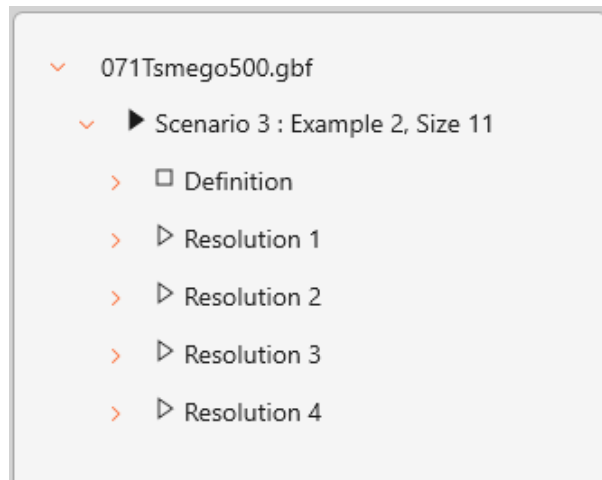 071Tsmego500.gbf
Scenario 3 : Example 2, Size 11
Definition
Resolution 1
Resolution 2
Resolution 3
Resolution 4